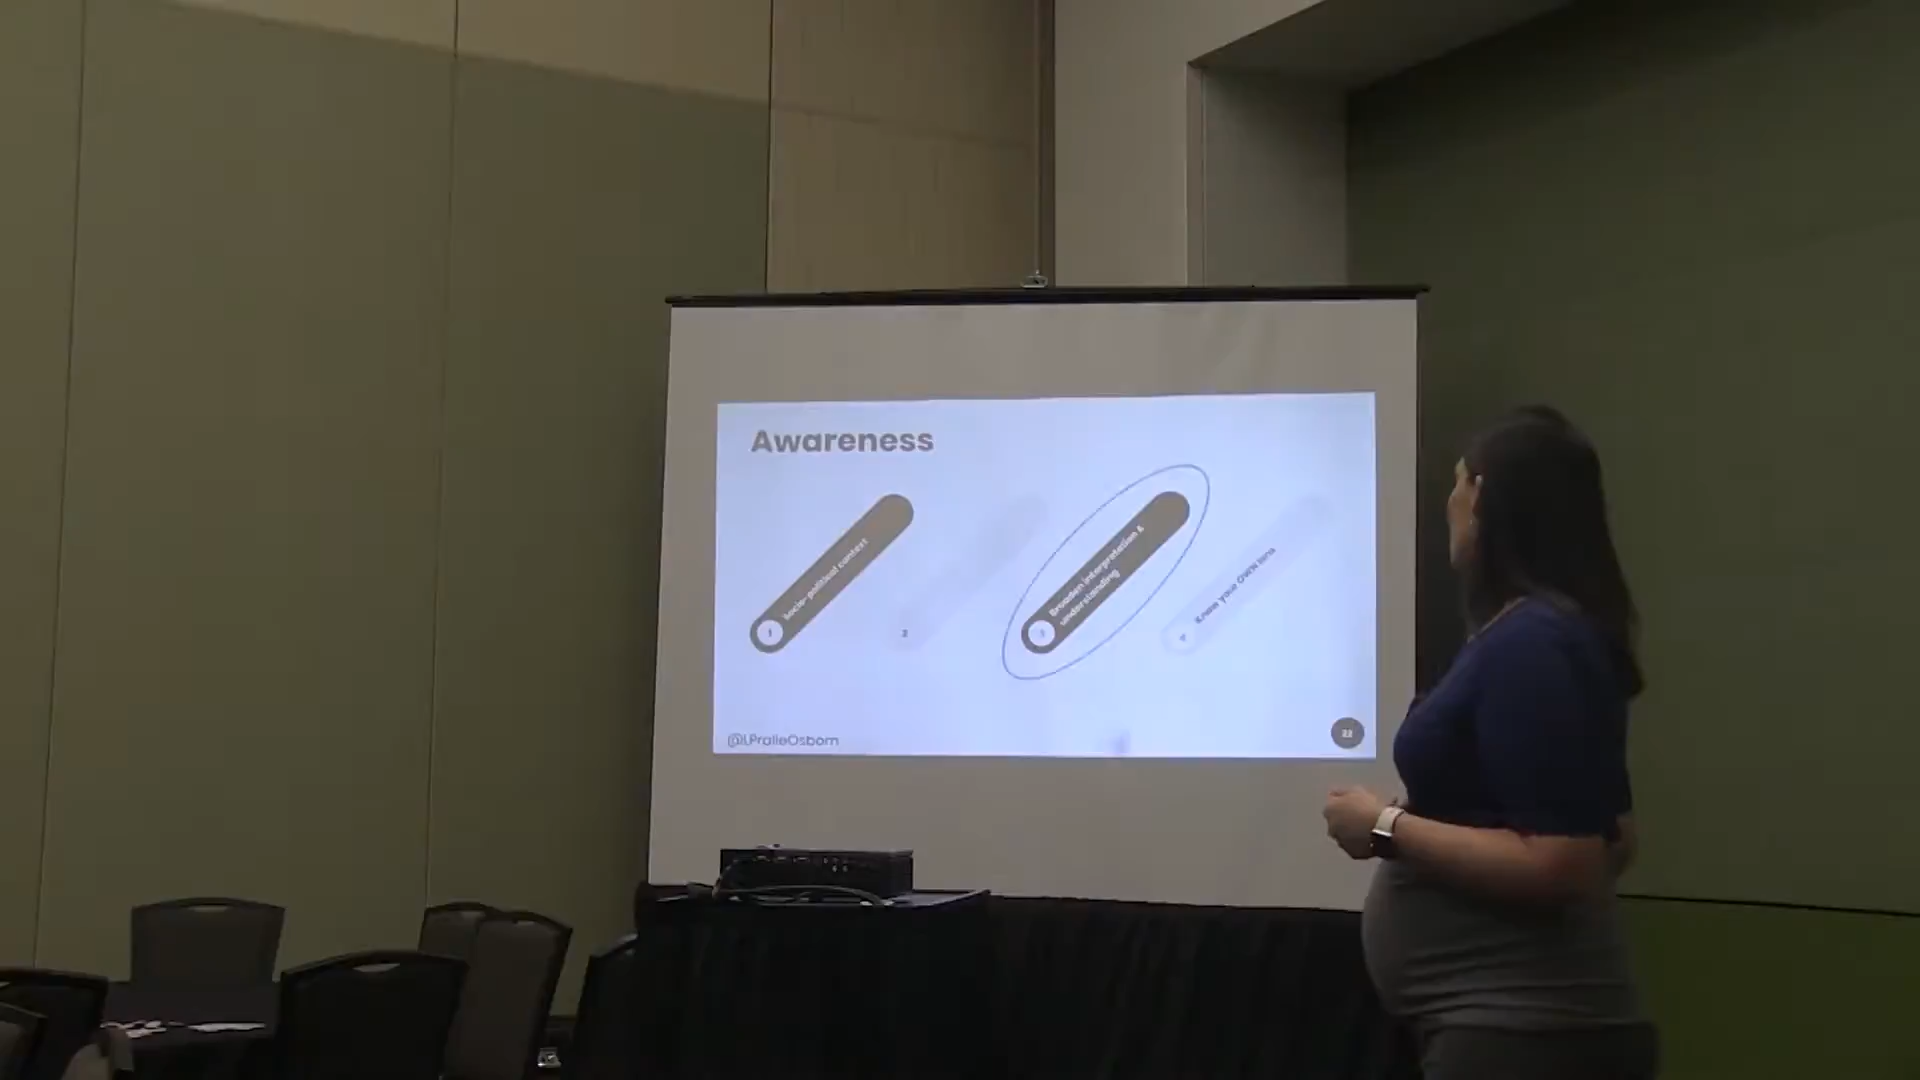 Awareness
1
Socio-political context
2
3
Broaden interpretation &
understanding
4
Know your OWN lens
@LPralleOsborn
22